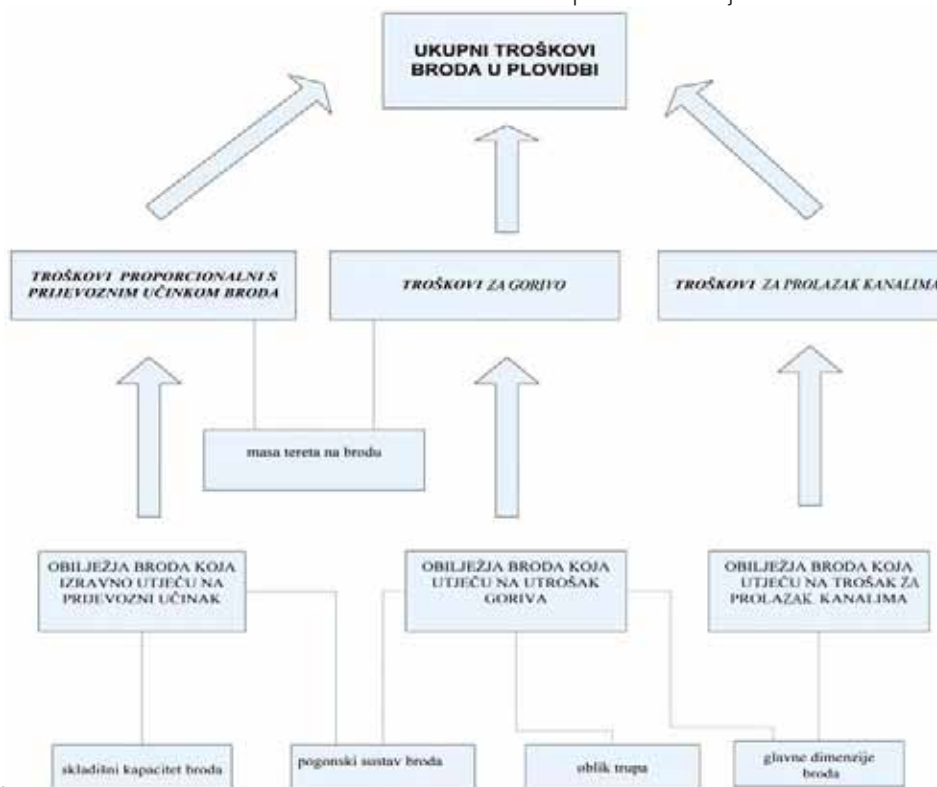 UKUPNI TROŠKOVI
BRODA U PLOVIDBI
TROŠKOVI PROPORCIONALNI S
PRIJEVOZNIM UČINKOM BRODA
TROŠKOVI ZA GORIVO
TROŠKOVI ZA PROLAZAK KANALIMA
masa tereta na brodu
OBILJEŽJA BRODA KOJA
IZRAVNO UTJEČU NA
PRIJEVOZNI UČINAK
OBILJEŽJA BRODA KOJA
UTJEČU NA UTROŠAK
GORIVA
OBILJEŽJA BRODA KOJA
UTJEČU NA TROŠAK ZA
PROLAZAK KANALIMA
skladišni kapacitet broda
pogonski sustav broda
oblik trupa
glavne dimenzije
broda